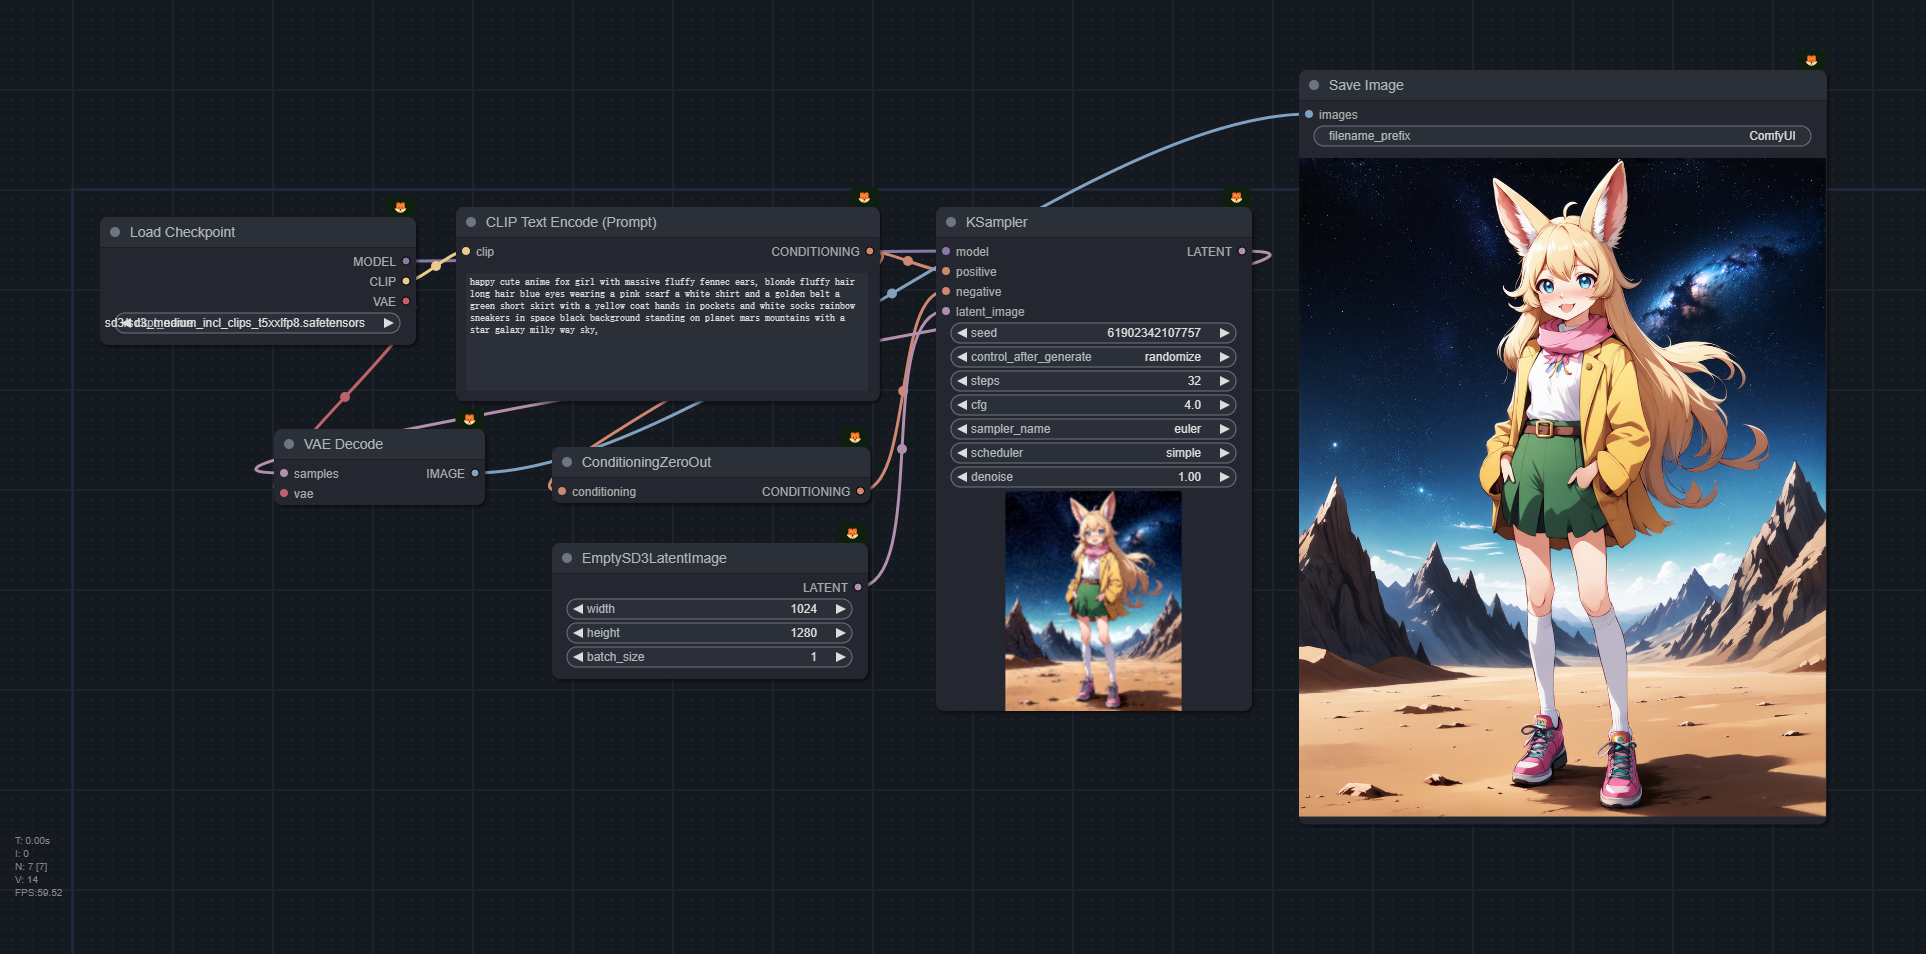 Save Image
images
filename_prefix ComfyUI
Load Checkpoint
MODEL
CLIP
VAE
sd3_medium_incl_clips_t5xxlfp8.safetensors
CLIP Text Encode (Prompt)
clip CONDITIONING
happy cute anime fox girl with massive fluffy fennec ears, blonde fluffy hair
long hair blue eyes wearing a pink scarf a white shirt and a golden belt a
green short skirt with a yellow coat hands in pockets and white socks rainbow
sneakers in space black background standing on planet mars mountains with a
star galaxy milky way sky,
KSampler
model LATENT
positive
negative
latent_image
seed 61902342107757
control_after_generate randomize
steps 32
cfg 4.0
sampler_name euler
scheduler simple
denoise 1.00
VAE Decode
samples IMAGE
vae
ConditioningZeroOut
conditioning CONDITIONING
EmptySD3LatentImage
LATENT
width 1024
height 1280
batch_size 1
T: 0.00s
I: 0
N: 7 [7]
V: 14
FPS:59.52